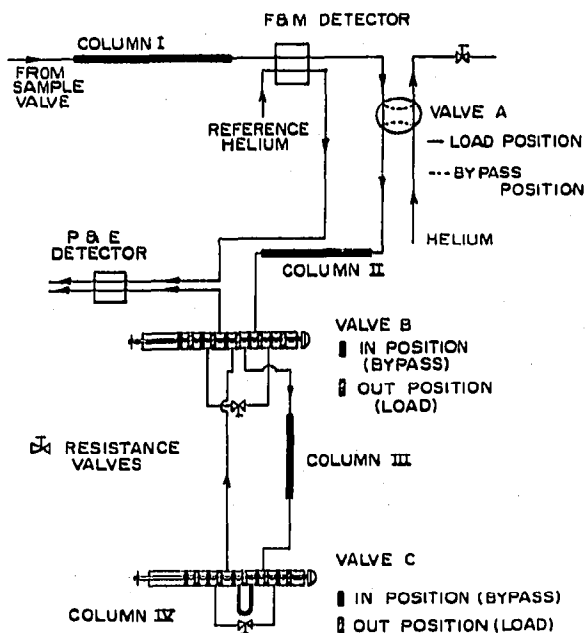 F&M DETECTOR
COLUMN I
FROM
SAMPLE
VALVE
REFERENCE
HELIUM
VALVE A
— LOAD POSITION
--- BYPASS
POSITION
HELIUM
P & E
DETECTOR
COLUMN II
VALVE B
IN POSITION
(BYPASS)
OUT POSITION
(LOAD)
RESISTANCE
VALVES
COLUMN III
VALVE C
COLUMN IV
IN POSITION (BYPASS)
OUT POSITION (LOAD)